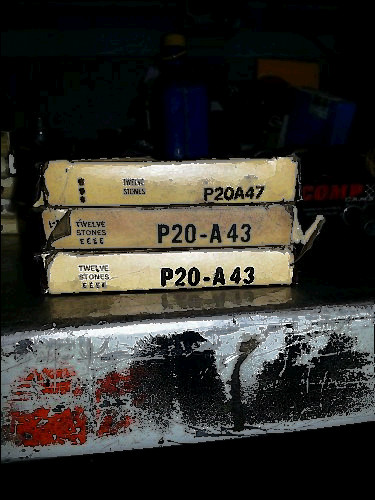 TWELVE
STONES
P20A47
COMP
TWELVE
STONES
P20-A43
TWELVE
STONES
P20-A43